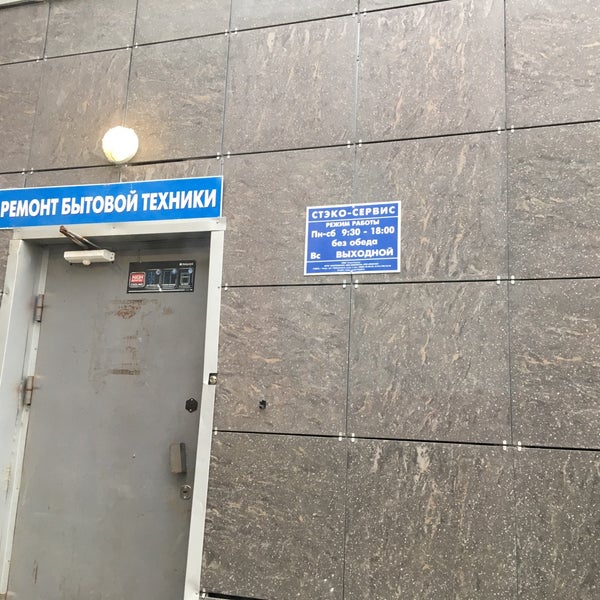 РЕМОНТ БЫТОВОЙ ТЕХНИКИ
СТЭКО-СЕРВИС
РЕЖИМ РАБОТЫ
Пн-сб 9:30 - 18:00
без обеда
Вс ВЫХОДНОЙ